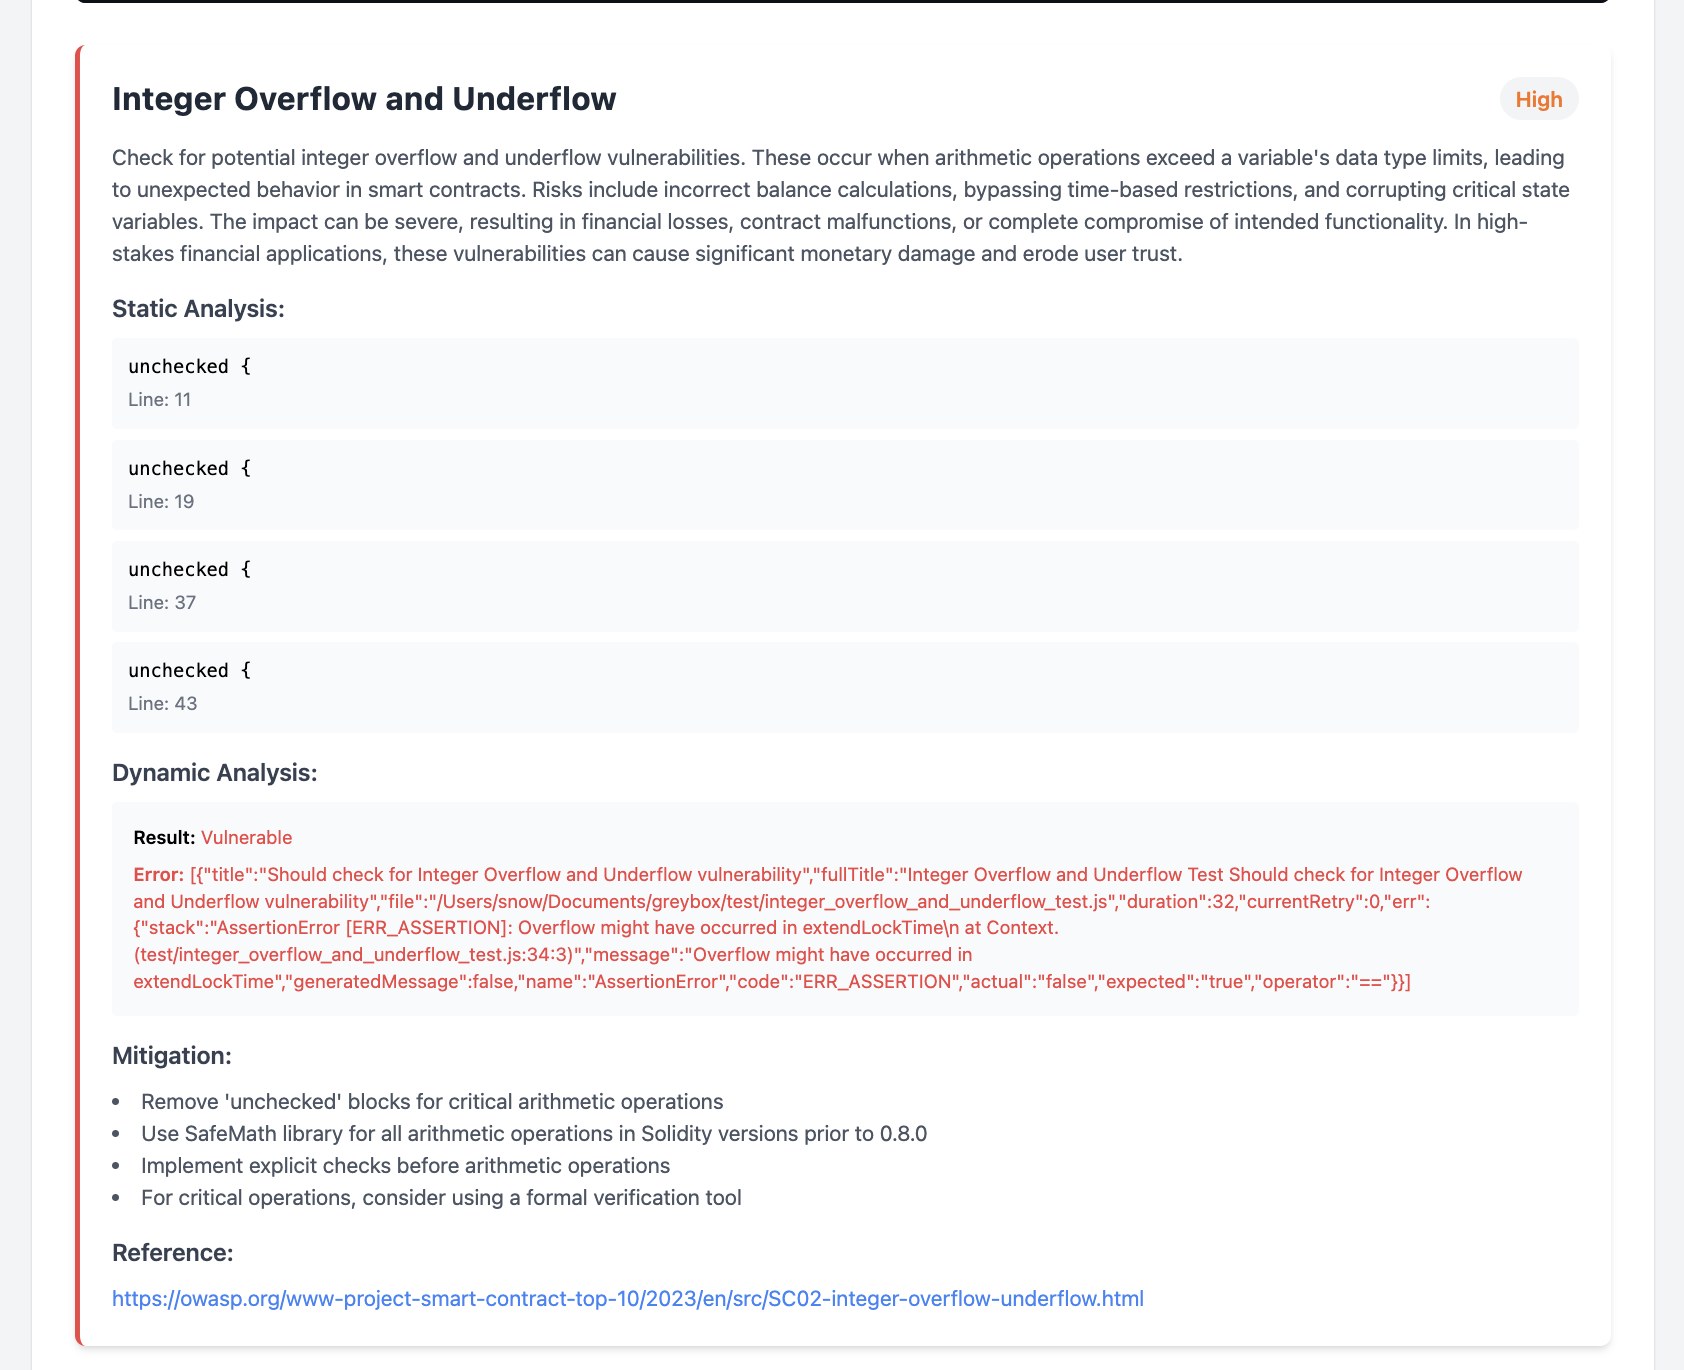 Integer Overflow and Underflow
High
Check for potential integer overflow and underflow vulnerabilities. These occur when arithmetic operations exceed a variable's data type limits, leading
to unexpected behavior in smart contracts. Risks include incorrect balance calculations, bypassing time-based restrictions, and corrupting critical state
variables. The impact can be severe, resulting in financial losses, contract malfunctions, or complete compromise of intended functionality. In high-
stakes financial applications, these vulnerabilities can cause significant monetary damage and erode user trust.
Static Analysis:
unchecked {
Line: 11
unchecked {
Line: 19
unchecked {
Line: 37
unchecked {
Line: 43
Dynamic Analysis:
Result: Vulnerable
Error: [{"title":"Should check for Integer Overflow and Underflow vulnerability","fullTitle":"Integer Overflow and Underflow Test Should check for Integer Overflow
and Underflow vulnerability","file":"/Users/snow/Documents/greybox/test/integer_overflow_and_underflow_test.js","duration":32,"currentRetry":0,"err":
{"stack":"AssertionError [ERR_ASSERTION]: Overflow might have occurred in extendLockTime\n at Context.
(test/integer_overflow_and_underflow_test.js:34:3)","message":"Overflow might have occurred in
extendLockTime","generatedMessage":false,"name":"AssertionError","code":"ERR_ASSERTION","actual":"false","expected":"true","operator":"=="}}]
Mitigation:
• Remove 'unchecked' blocks for critical arithmetic operations
• Use SafeMath library for all arithmetic operations in Solidity versions prior to 0.8.0
• Implement explicit checks before arithmetic operations
• For critical operations, consider using a formal verification tool
Reference:
https://owasp.org/www-project-smart-contract-top-10/2023/en/src/SC02-integer-overflow-underflow.html